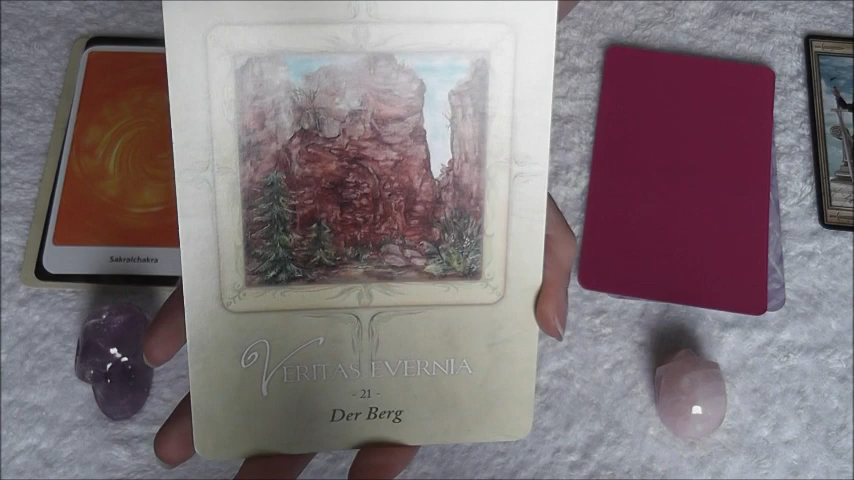 Sakralchakra
VERITAS EVERNIA
- 21 -
Der Berg